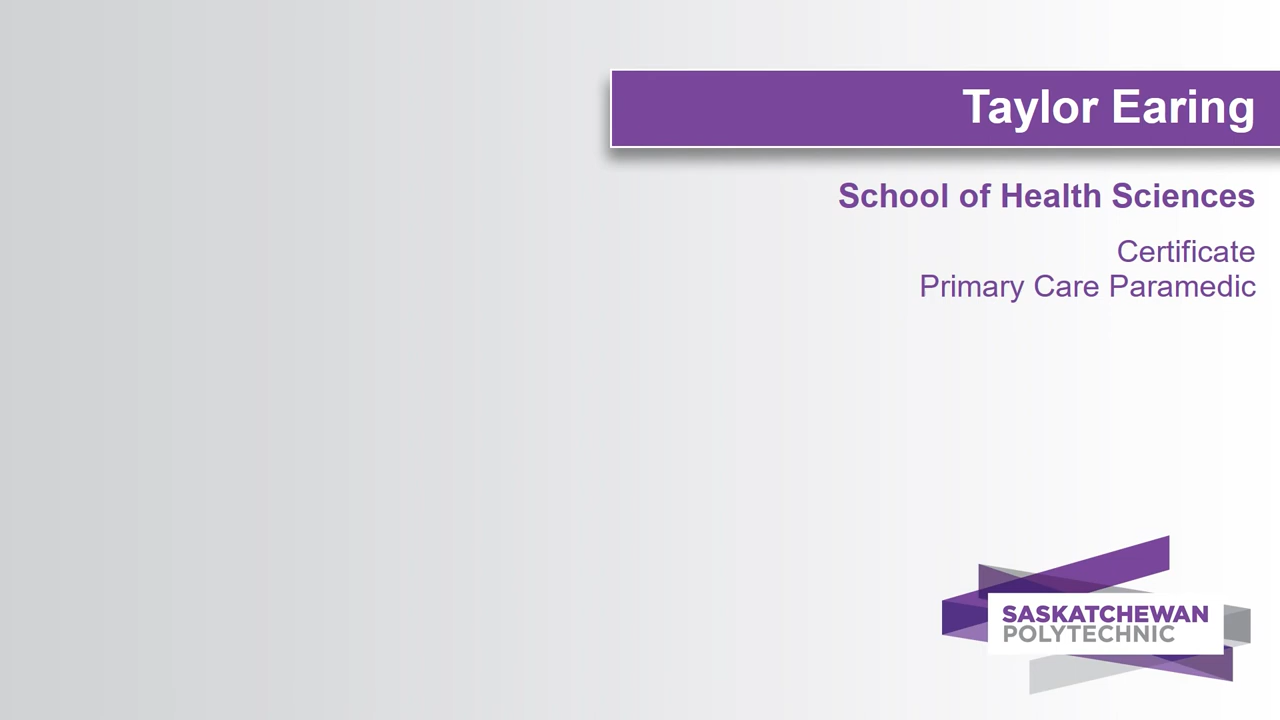 Taylor Earing
School of Health Sciences
Certificate
Primary Care Paramedic
SASKATCHEWAN
POLYTECHNIC